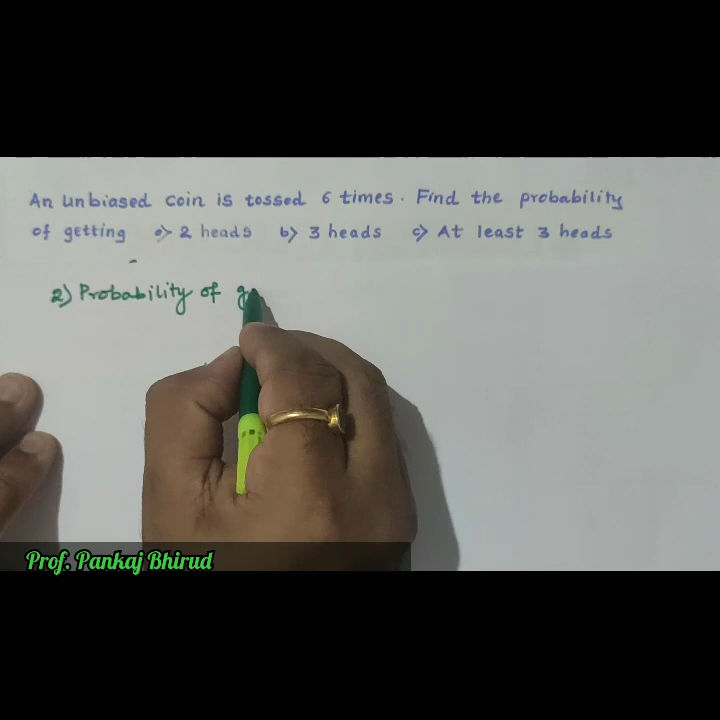 An unbiased coin is tossed 6 times. Find the probability
of getting a) 2 heads b) 3 heads c) At least 3 heads
2) Probability of
Prof. Pankaj Bhirud